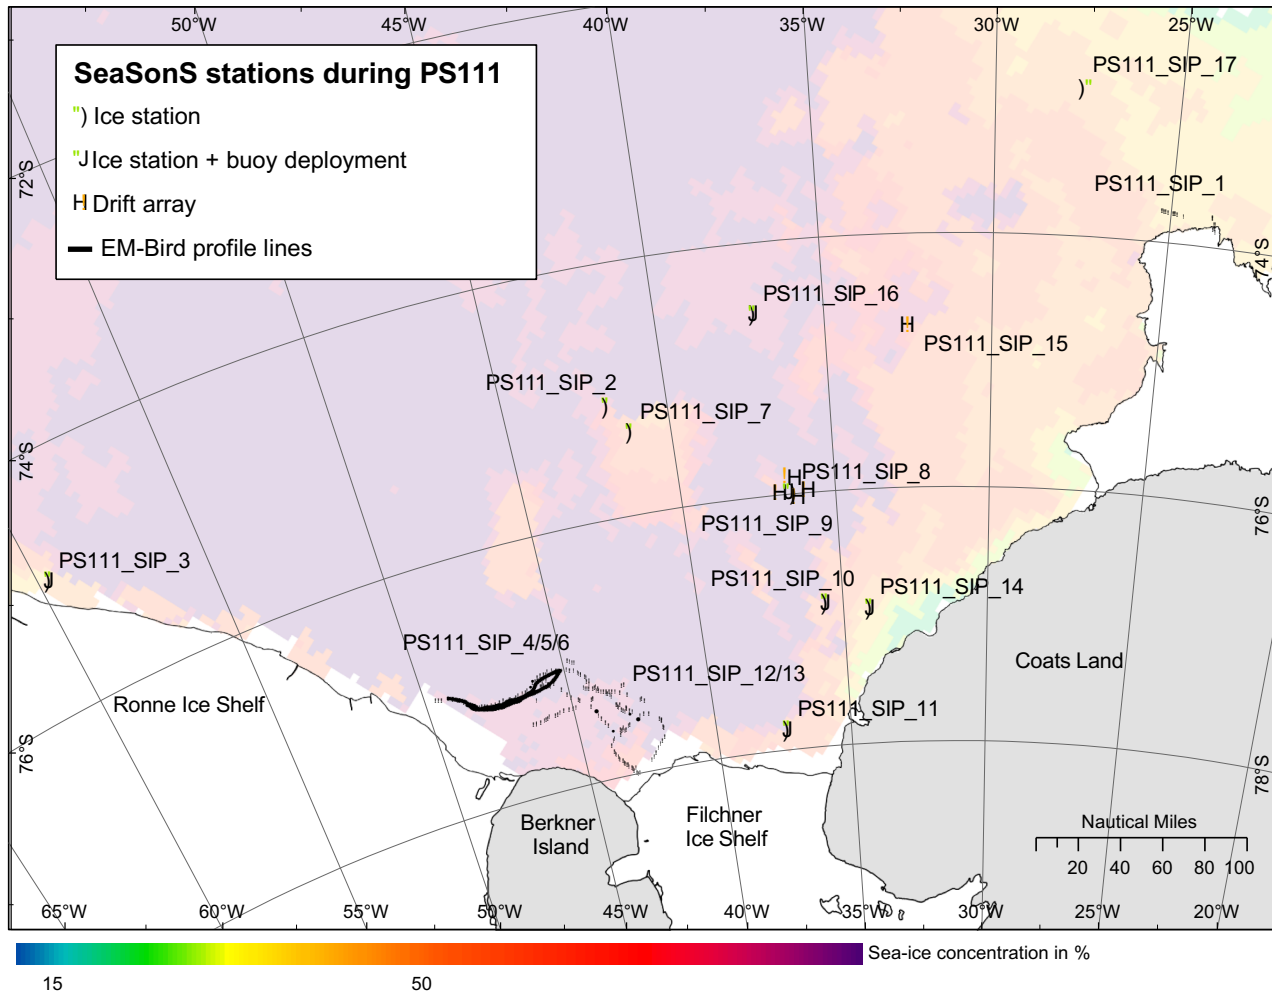 50°W
45°W
40°W
35°W
30°W
25°W
SeaSonS stations during PS111
") Ice station
"J Ice station + buoy deployment
H Drift array
EM-Bird profile lines
PS111_SIP_17
72°S
PS111_SIP_1
74°S
PS111_SIP_16
PS111_SIP_15
PS111_SIP_2
PS111_SIP_7
74°S
PS111_SIP_8
PS111_SIP_9
76°S
PS111_SIP_3
PS111_SIP_10
PS111_SIP_14
PS111_SIP_4/5/6
PS111_SIP_12/13
Coats Land
Ronne Ice Shelf
PS111_SIP_11
76°S
78°S
Berkner
Island
Filchner
Ice Shelf
Nautical Miles
20 40 60 80 100
65°W
60°W
55°W
50°W
45°W
40°W
35°W
30°W
25°W
20°W
Sea-ice concentration in %
15
50